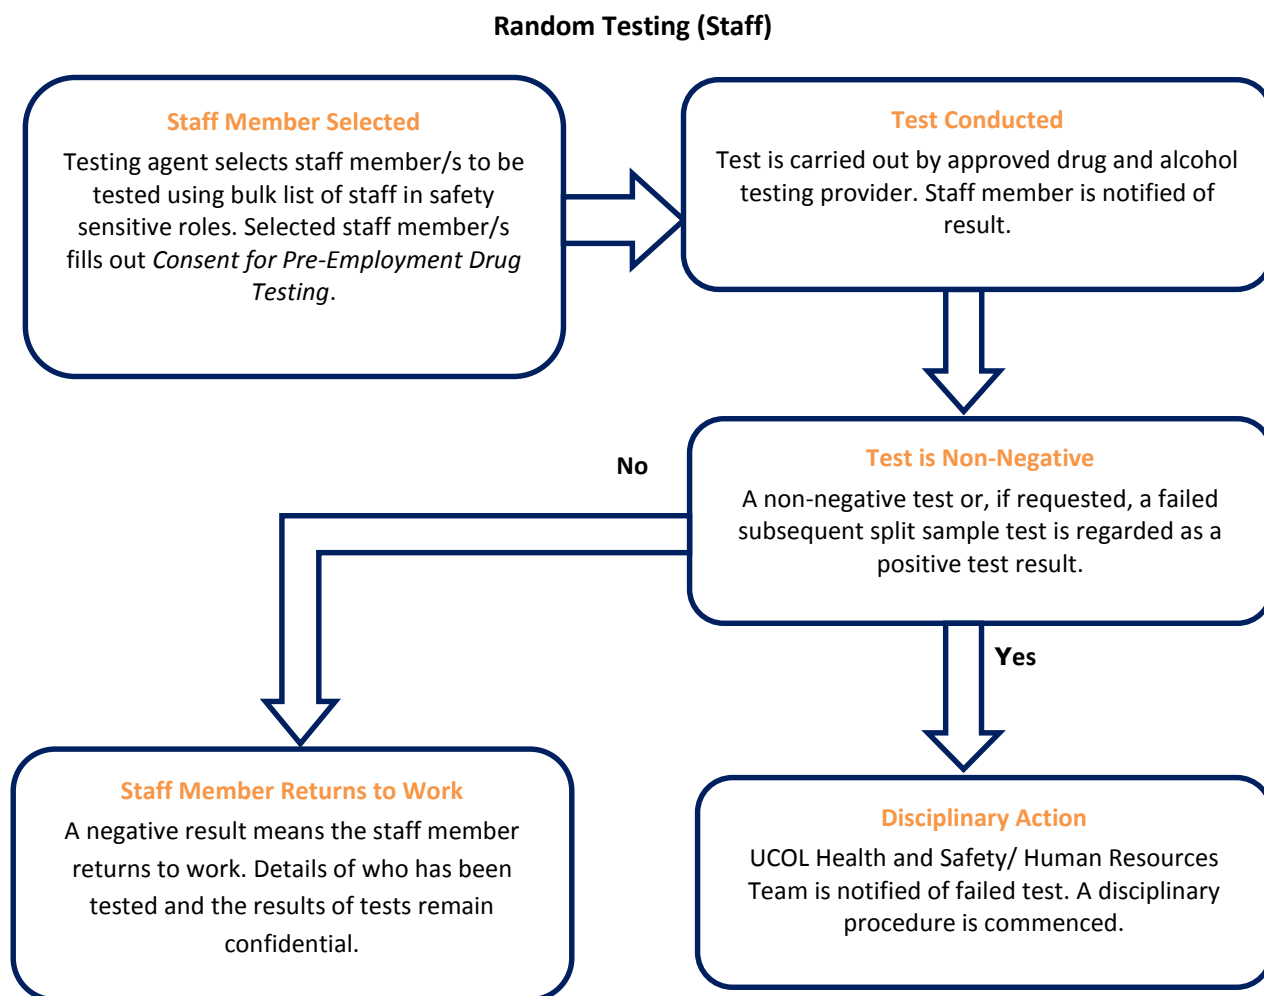 Random Testing (Staff)
Staff Member Selected
Testing agent selects staff member/s to be
tested using bulk list of staff in safety
sensitive roles. Selected staff member/s
fills out Consent for Pre-Employment Drug
Testing.
Test Conducted
Test is carried out by approved drug and alcohol
testing provider. Staff member is notified of
result.
Test is Non-Negative
A non-negative test or, if requested, a failed
subsequent split sample test is regarded as a
positive test result.
No
Yes
Staff Member Returns to Work
A negative result means the staff member
returns to work. Details of who has been
tested and the results of tests remain
confidential.
Disciplinary Action
UCOL Health and Safety/ Human Resources
Team is notified of failed test. A disciplinary
procedure is commenced.